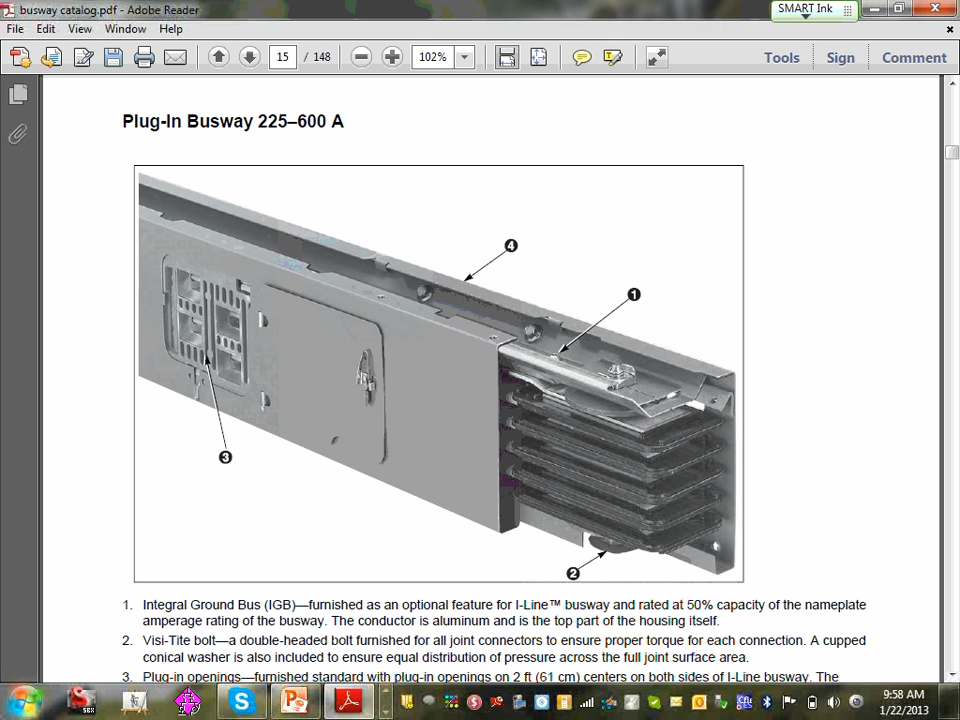 busway catalog.pdf - Adobe Reader
SMART Ink
File Edit View Window Help
15 / 148
102%
Tools Sign Comment
Plug-In Busway 225–600 A
4
1
3
2
1. Integral Ground Bus (IGB)—furnished as an optional feature for I-Line™ busway and rated at 50% capacity of the nameplate
amperage rating of the busway. The conductor is aluminum and is the top part of the housing itself.
2. Visi-Tite bolt—a double-headed bolt furnished for all joint connectors to ensure proper torque for each connection. A cupped
conical washer is also included to ensure equal distribution of pressure across the full joint surface area.
3. Plug-in openings—furnished standard with plug-in openings on 2 ft (61 cm) centers on both sides of I-Line busway. The
9:58 AM
1/22/2013